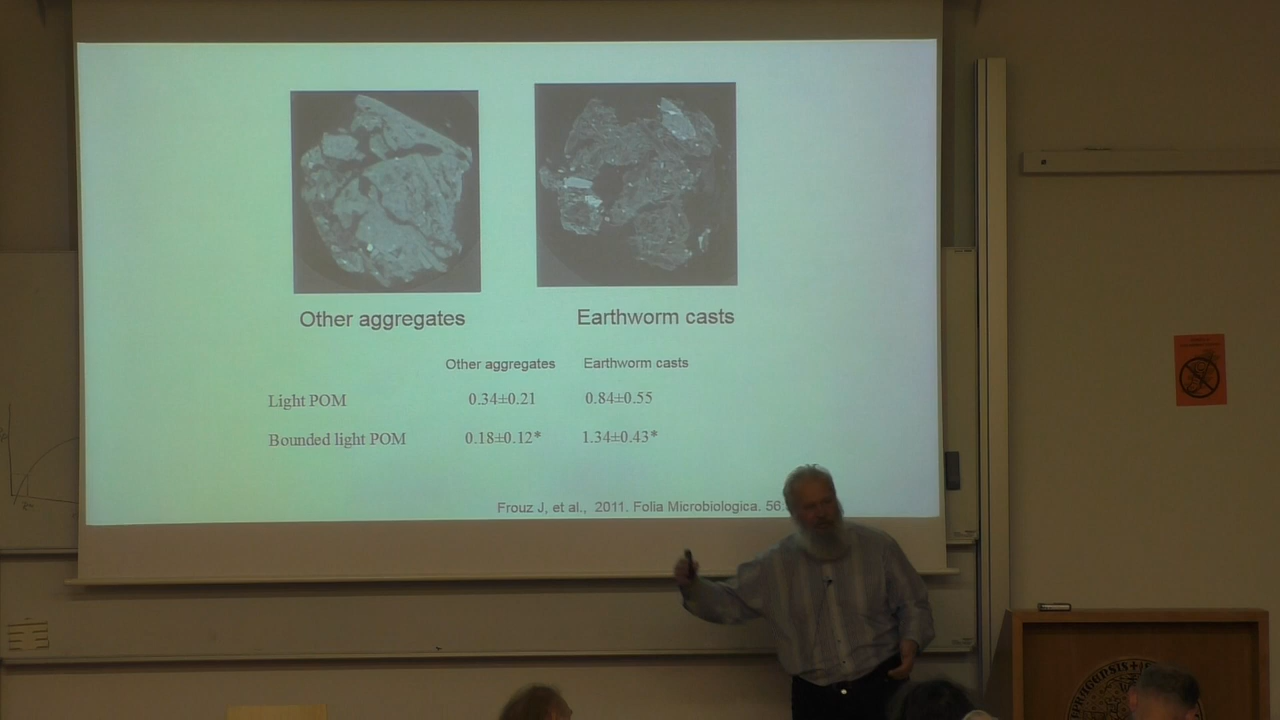 Other aggregates
Earthworm casts
Other aggregates Earthworm casts
Light POM 0.34±0.21 0.84±0.55
Bounded light POM 0.18±0.12* 1.34±0.43*
Frouz J, et al., 2011. Folia Microbiologica. 56.